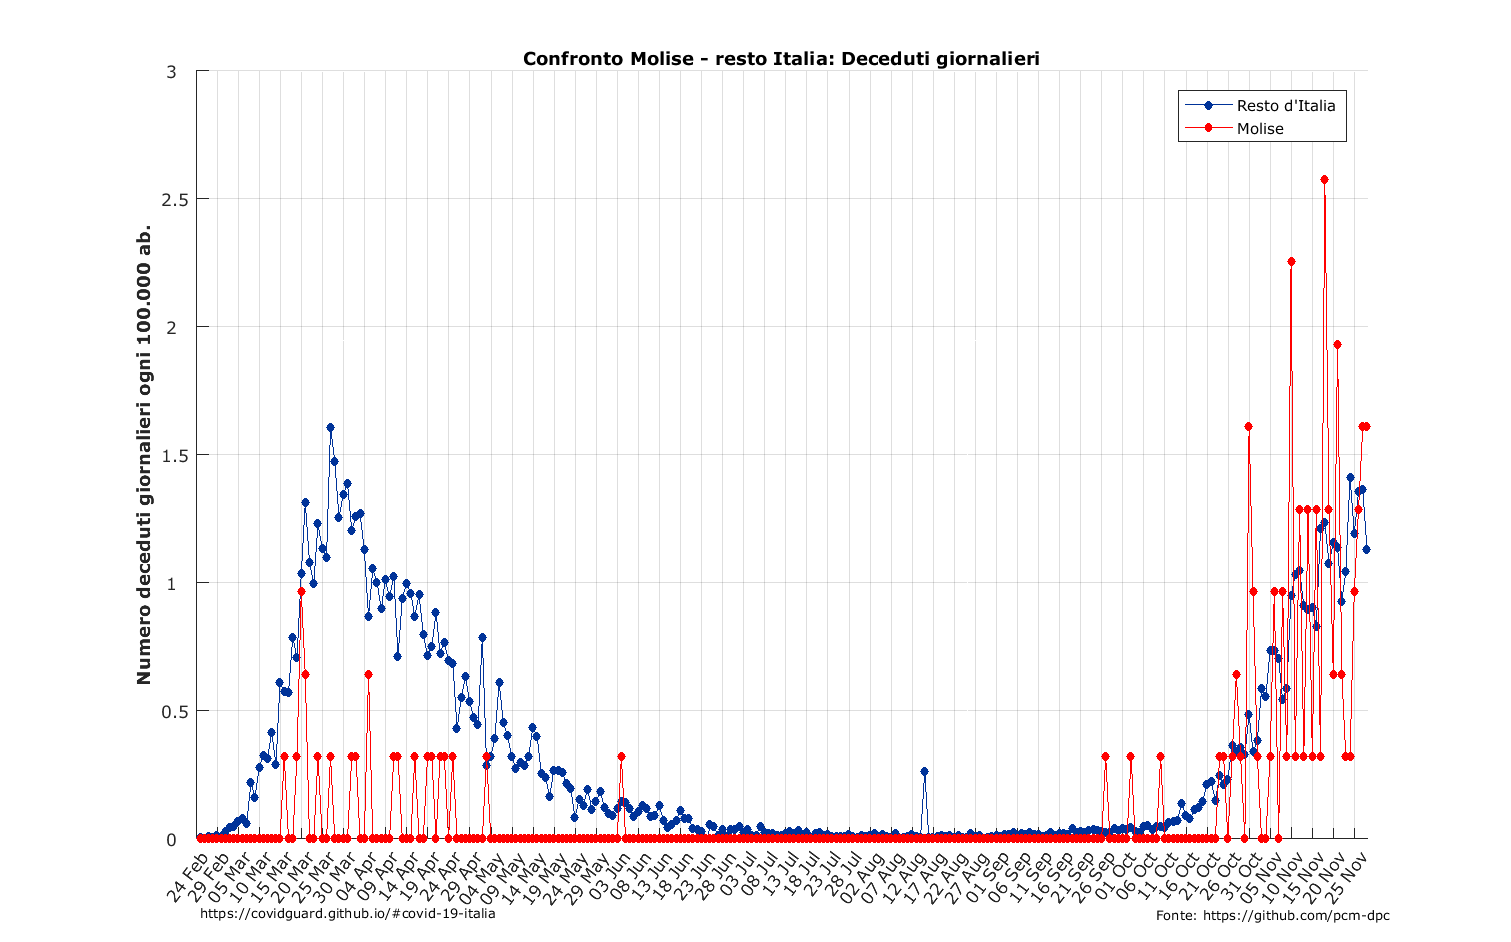 Confronto Molise - resto Italia: Deceduti giornalieri
Resto d'Italia
Molise
Numero deceduti giornalieri ogni 100.000 ab.
3
2.5
2
1.5
1
0.5
0
24 Feb
29 Feb
05 Mar
10 Mar
15 Mar
20 Mar
25 Mar
30 Mar
04 Apr
09 Apr
14 Apr
19 Apr
24 Apr
29 Apr
04 May
09 May
14 May
19 May
24 May
29 May
03 Jun
08 Jun
13 Jun
18 Jun
23 Jun
28 Jun
03 Jul
08 Jul
13 Jul
18 Jul
23 Jul
28 Jul
02 Aug
07 Aug
12 Aug
17 Aug
22 Aug
27 Aug
01 Sep
06 Sep
11 Sep
16 Sep
21 Sep
26 Sep
01 Oct
06 Oct
11 Oct
16 Oct
21 Oct
26 Oct
31 Oct
05 Nov
10 Nov
15 Nov
20 Nov
25 Nov
https://covidguard.github.io/#covid-19-italia
Fonte: https://github.com/pcm-dpc